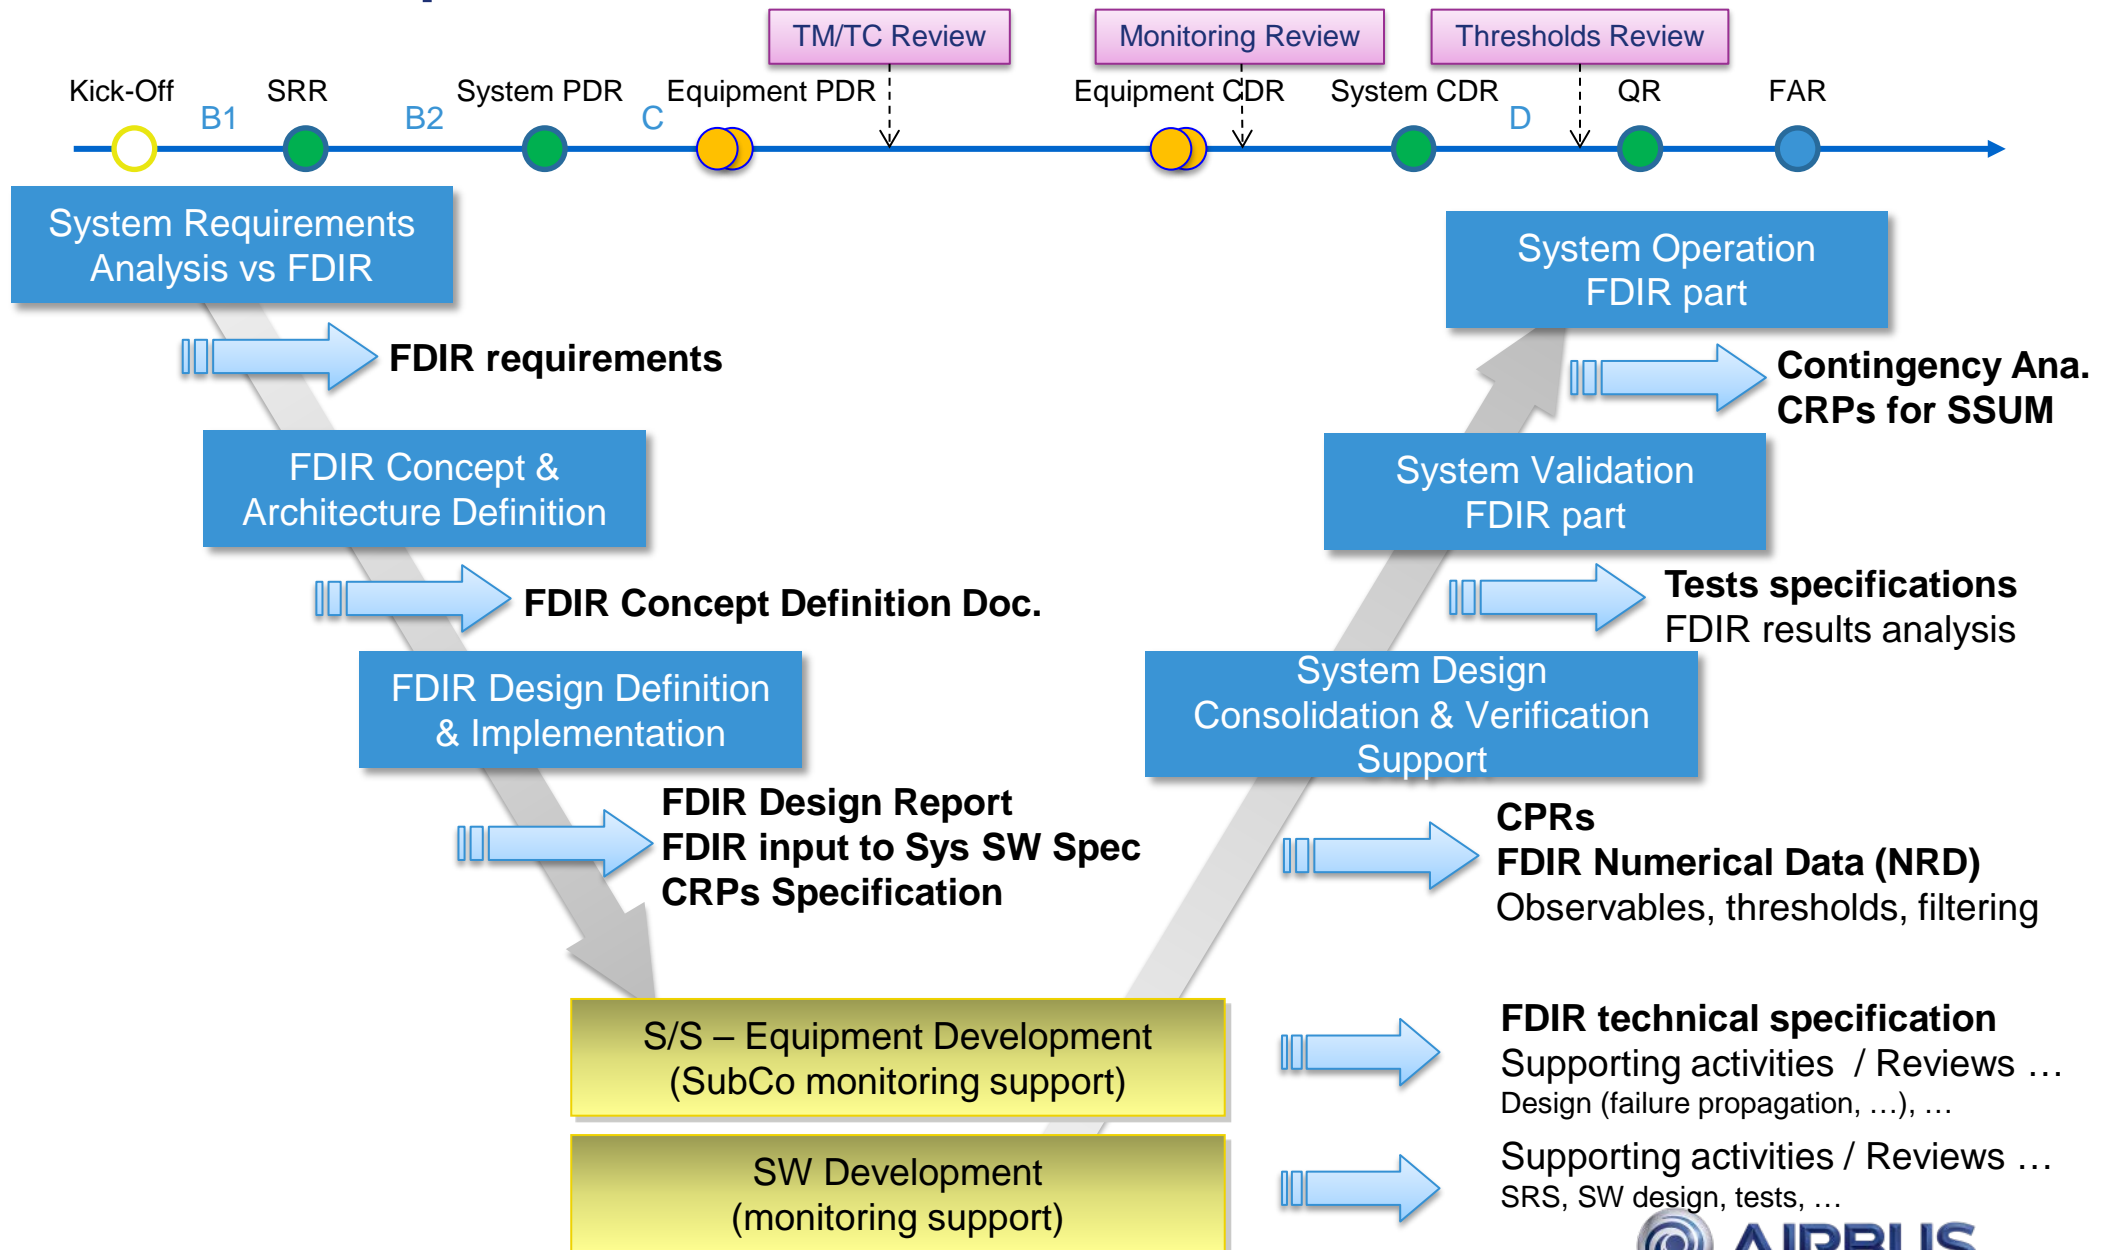 TM/TC Review
Monitoring Review
Thresholds Review
Kick-Off
SRR
System PDR
Equipment PDR
Equipment CDR
System CDR
QR
FAR
B1
B2
C
D
System Requirements
Analysis vs FDIR
FDIR requirements
FDIR Concept &
Architecture Definition
FDIR Concept Definition Doc.
FDIR Design Definition
& Implementation
FDIR Design Report
FDIR input to Sys SW Spec
CRPs Specification
S/S – Equipment Development
(SubCo monitoring support)
SW Development
(monitoring support)
System Operation
FDIR part
Contingency Ana.
CRPs for SSUM
System Validation
FDIR part
Tests specifications
FDIR results analysis
System Design
Consolidation & Verification
Support
CPRs
FDIR Numerical Data (NRD)
Observables, thresholds, filtering
FDIR technical specification
Supporting activities / Reviews …
Design (failure propagation, …), …
Supporting activities / Reviews …
SRS, SW design, tests, …
AIRBUS